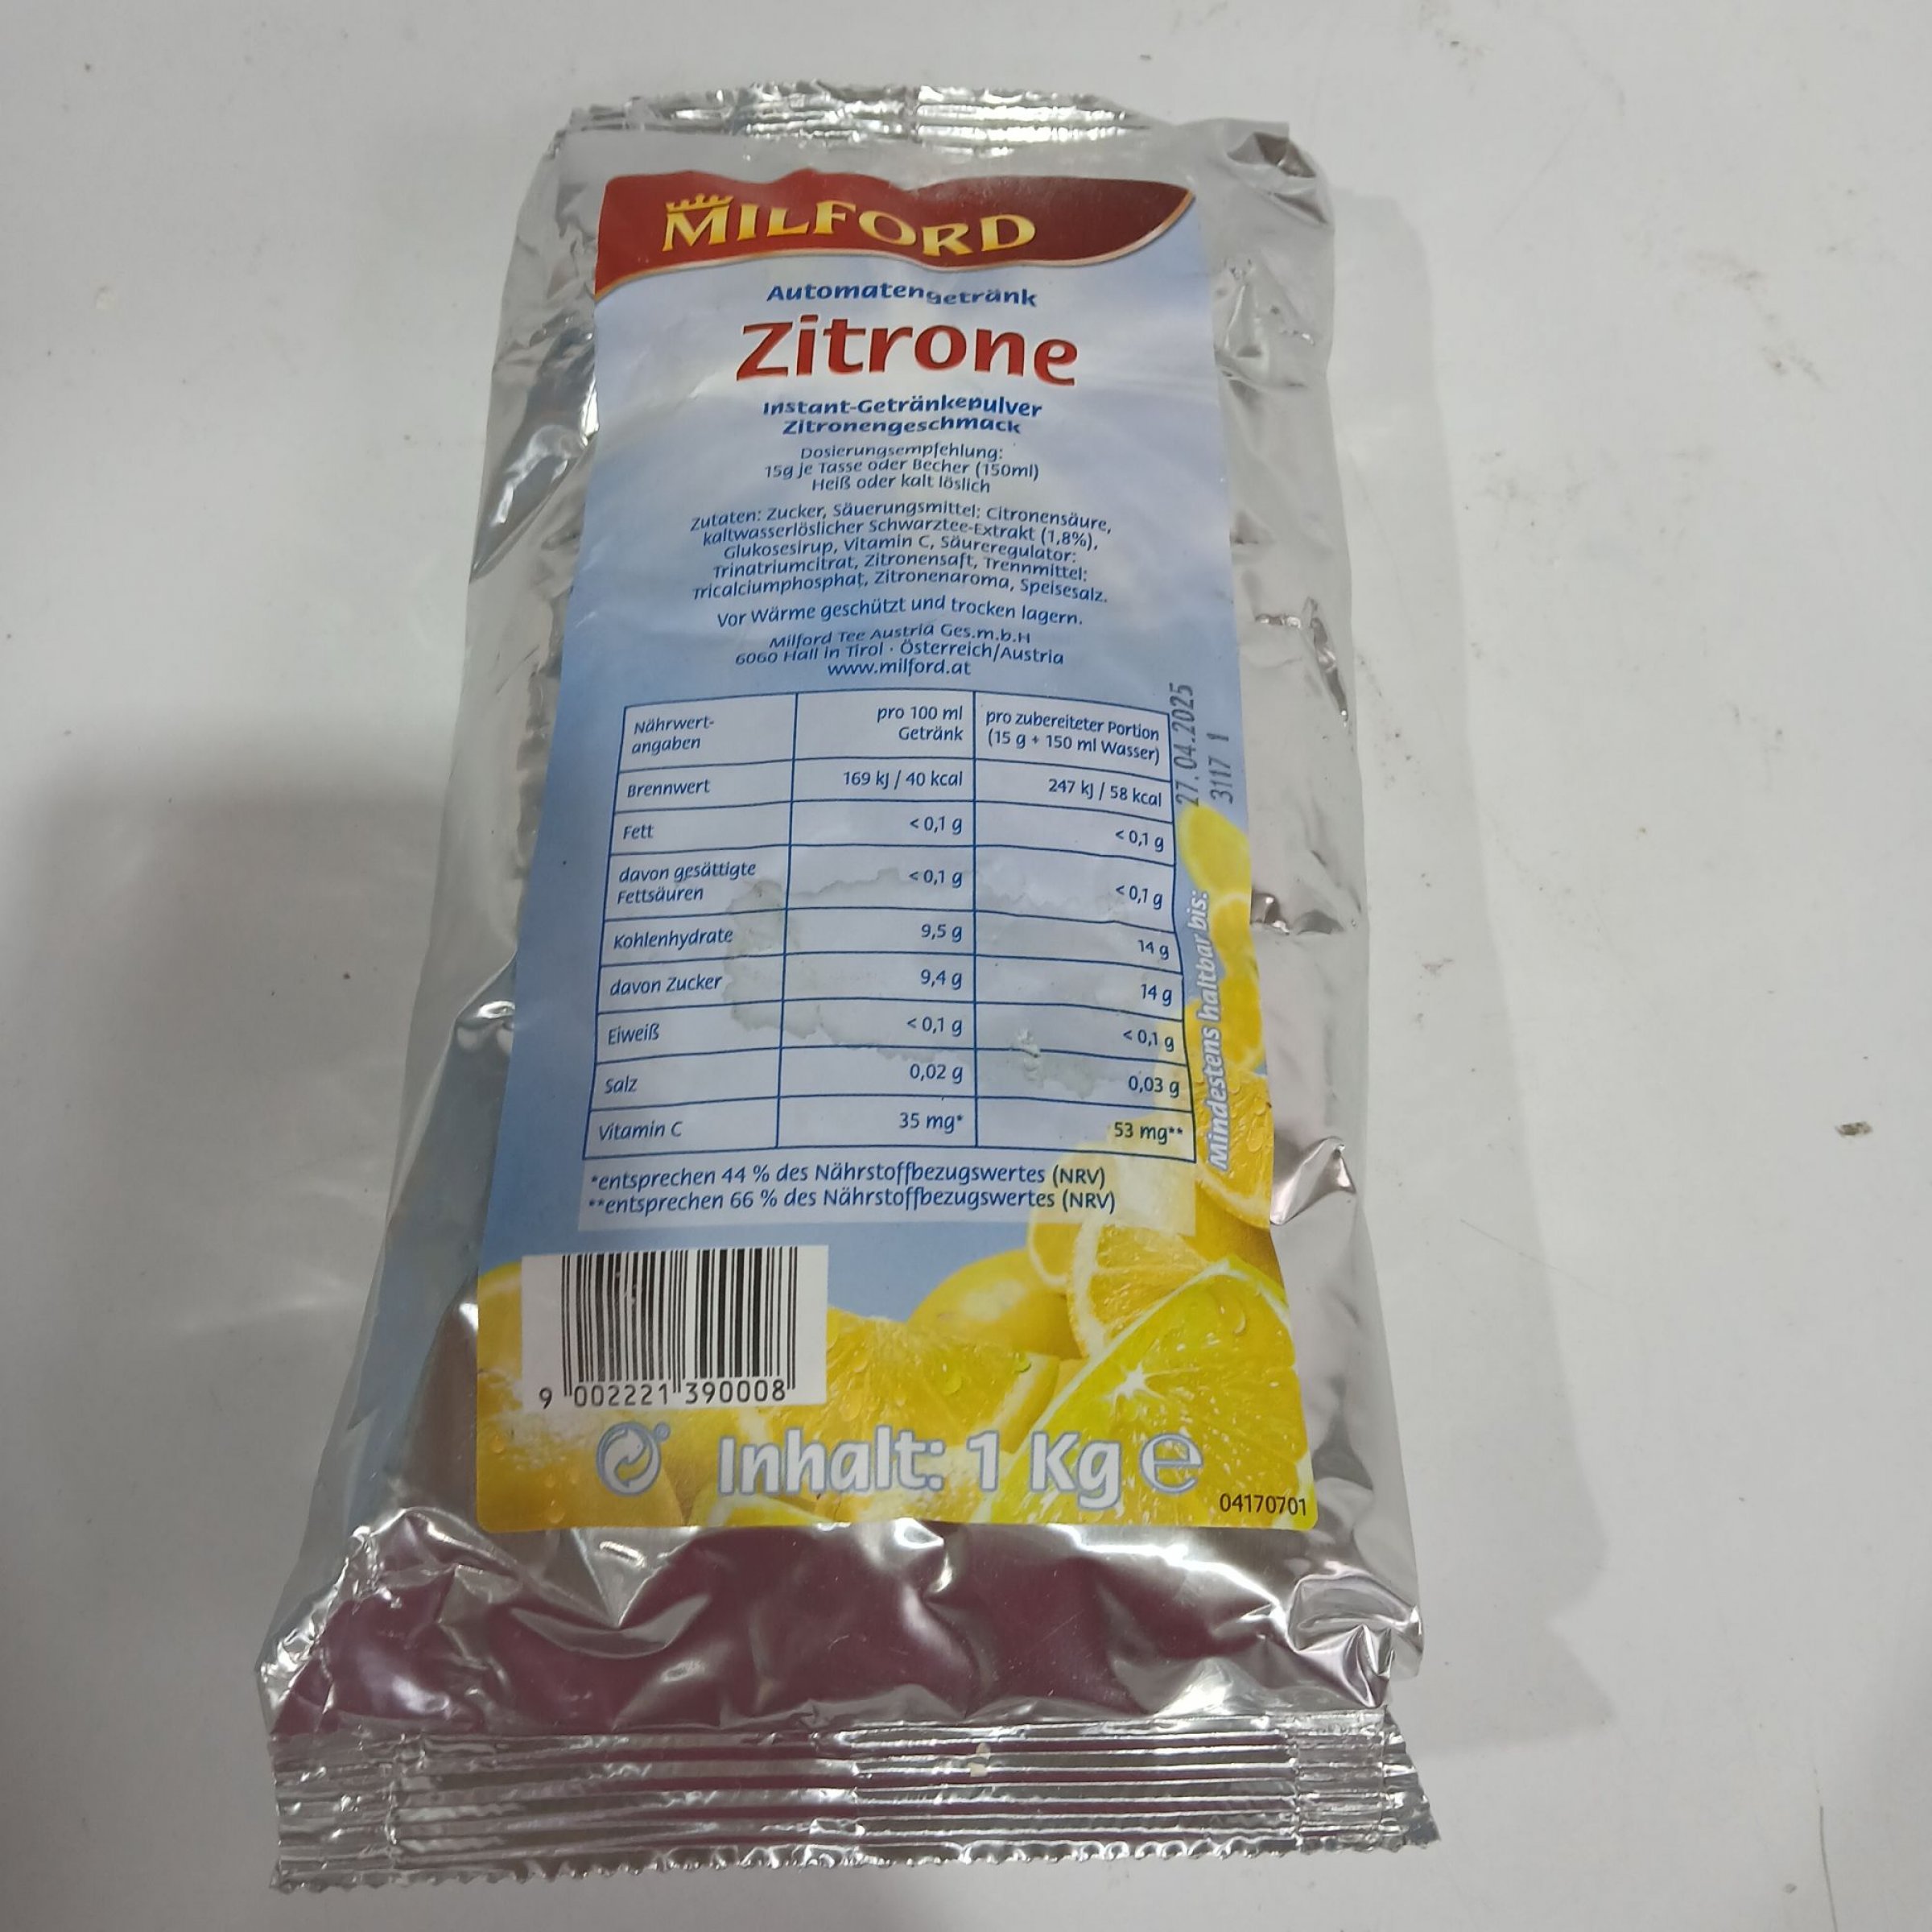 MILFORD
Automatengetränk
Zitrone
Instant-Getränkepulver
Zitronengeschmack
Dosierungsempfehlung:
15g je Tasse oder Becher (150ml)
Heiß oder kalt löslich
Zutaten: Zucker, Säuerungsmittel: Citronensäure,
kaltwasserlöslicher Schwarztee-Extrakt (1,8%),
Glukosesirup, Vitamin C, Säureregulator:
Trinatriumcitrat, Zitronensaft, Trennmittel:
Tricalciumphosphat, Zitronenaroma, Speisesalz.
Vor Wärme geschützt und trocken lagern.
Milford Tee Austria Ges.m.b.H
6060 Hall in Tirol · Österreich/Austria
www.milford.at
Nährwert-
angaben
pro 100 ml
Getränk
pro zubereiteter Portion
(15 g + 150 ml Wasser)
Brennwert 169 kJ / 40 kcal 247 kJ / 58 kcal
Fett < 0,1 g < 0,1 g
davon gesättigte
Fettsäuren < 0,1 g < 0,1 g
Kohlenhydrate 9,5 g 14 g
davon Zucker 9,4 g 14 g
Eiweiß < 0,1 g < 0,1 g
Salz 0,02 g 0,03 g
Vitamin C 35 mg* 53 mg**
*entsprechen 44 % des Nährstoffbezugswertes (NRV)
**entsprechen 66 % des Nährstoffbezugswertes (NRV)
Mindestens haltbar bis:
27.04.2025
3117 1
9 002221 390008
Inhalt: 1 Kg e
04170701